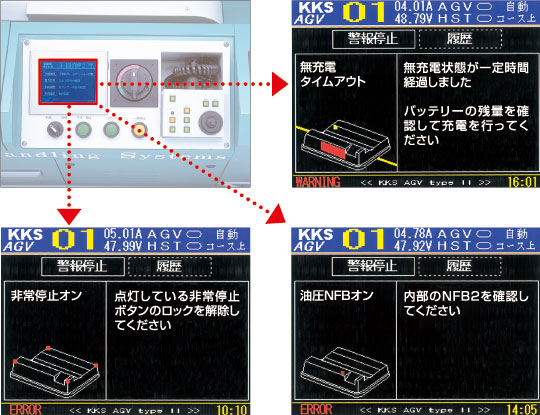 andling Systems
KKS AGV 01 04.01A AGV 自動
48.79V HST コース上
警報停止 履歴
無充電
タイムアウト
無充電状態が一定時間
経過しました
バッテリーの残量を確
認して充電を行ってく
ださい
WARNING << KKS AGV type II >> 16:01
KKS AGV 01 05.01A AGV 自動
47.99V HST コース上
警報停止 履歴
非常停止オン
点灯している非常停止
ボタンのロックを解除し
てください
ERROR << KKS AGV type II >> 10:10
KKS AGV 01 04.78A AGV 自動
47.92V HST コース上
警報停止 履歴
油圧NFBオン
内部のNFB2を確認し
てください
ERROR << KKS AGV type II >> 14:05